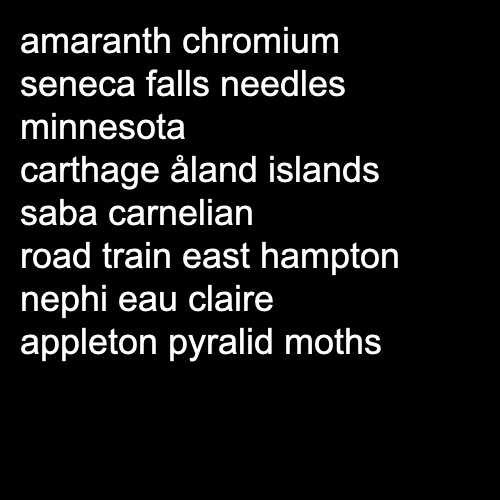 amaranth chromium
seneca falls needles
minnesota
carthage åland islands
saba carnelian
road train east hampton
nephi eau claire
appleton pyralid moths